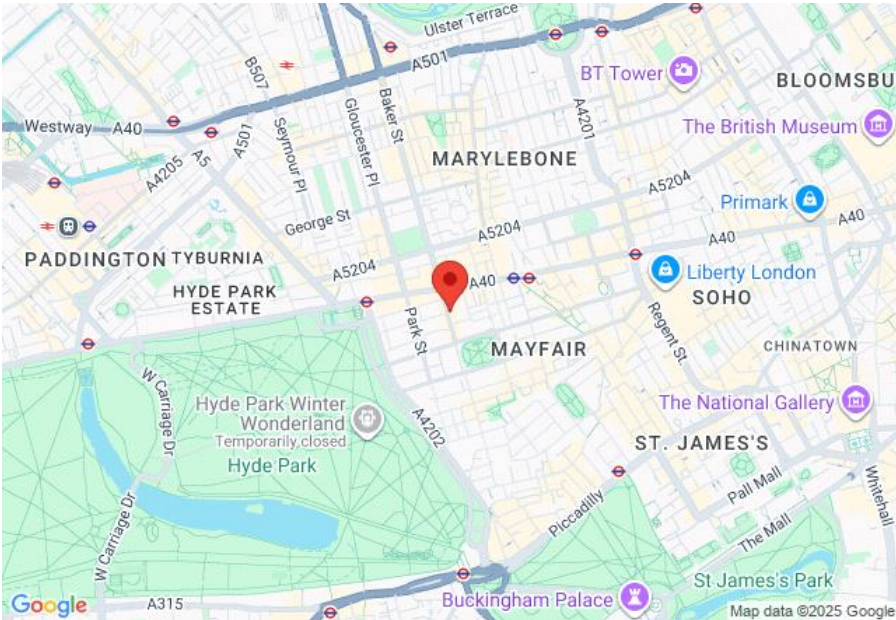 Ulster Terrace
A501
B507
BT Tower
BLOOMSBU
Baker St
A4201
Westway
A40
A501
Gloucester Pl
Seymour Pl
The British Museum
A4205
A5
MARYLEBONE
A5204
Primark
George St
A5204
A40
A40
PADDINGTON
TYBURNIA
A5204
Liberty London
HYDE PARK
ESTATE
A40
SOHO
Park St
Regent St.
MAYFAIR
CHINATOWN
W Carriage Dr
Hyde Park Winter
Wonderland
Temporarily closed
The National Gallery
A4202
Hyde Park
ST. JAMES'S
Pall Mall
Whitehall
Piccadilly
W Carriage Dr
The Mall
St James's Park
Google
A315
Buckingham Palace
Map data ©2025 Google